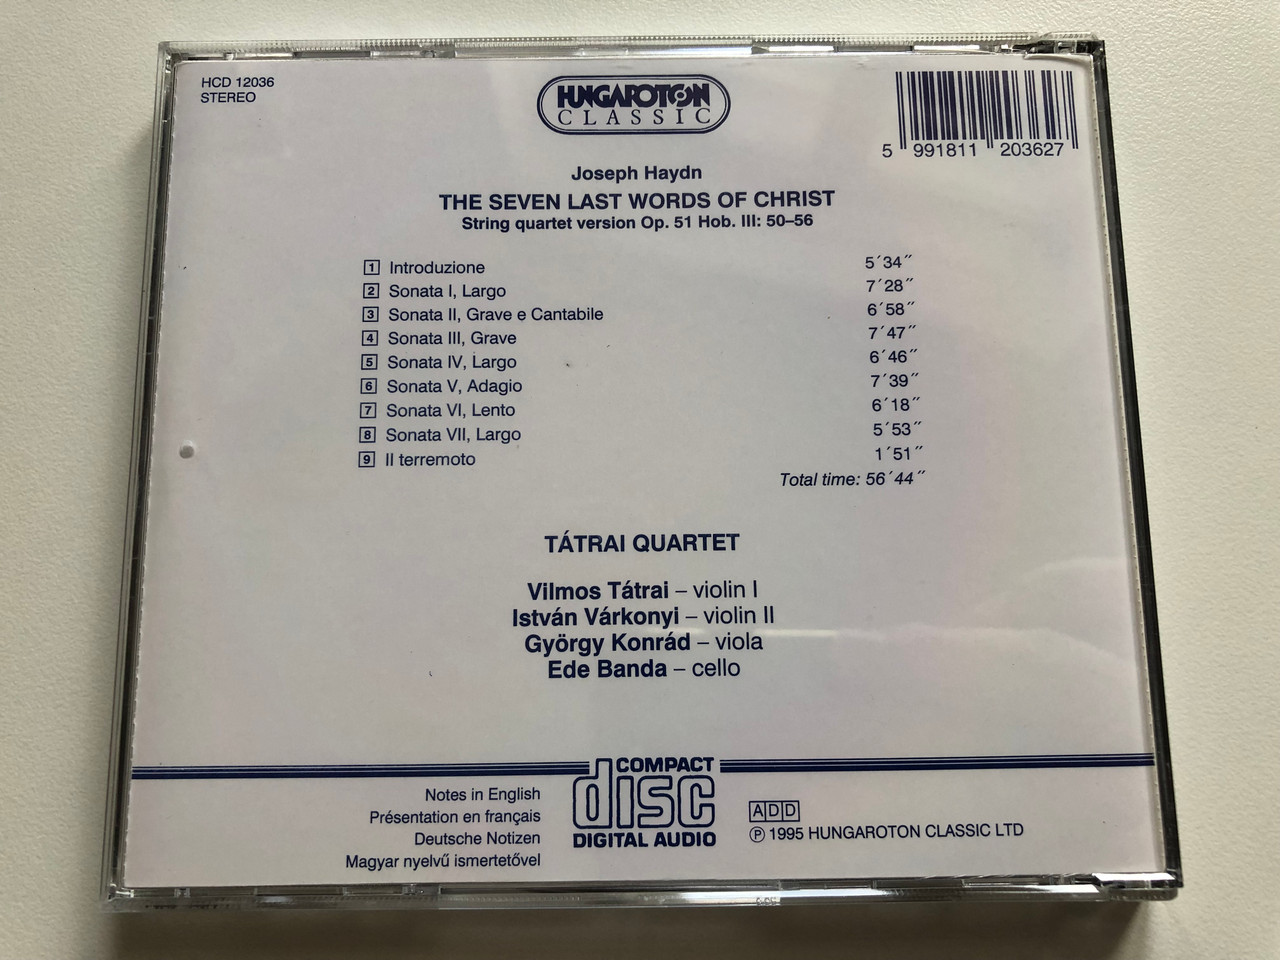 HCD 12036
STEREO
HUNGAROTON
CLASSIC
5 991811 203627
Joseph Haydn
THE SEVEN LAST WORDS OF CHRIST
String quartet version Op. 51 Hob. III: 50–56
1 Introduzione 5´34˝
2 Sonata I, Largo 7´28˝
3 Sonata II, Grave e Cantabile 6´58˝
4 Sonata III, Grave 7´47˝
5 Sonata IV, Largo 6´46˝
6 Sonata V, Adagio 7´39˝
7 Sonata VI, Lento 6´18˝
8 Sonata VII, Largo 5´53˝
9 Il terremoto 1´51˝
Total time: 56´44˝
TÁTRAI QUARTET
Vilmos Tátrai – violin I
István Várkonyi – violin II
György Konrád – viola
Ede Banda – cello
Notes in English
Présentation en français
Deutsche Notizen
Magyar nyelvű ismertetővel
COMPACT
disc
DIGITAL AUDIO
ADD
℗ 1995 HUNGAROTON CLASSIC LTD